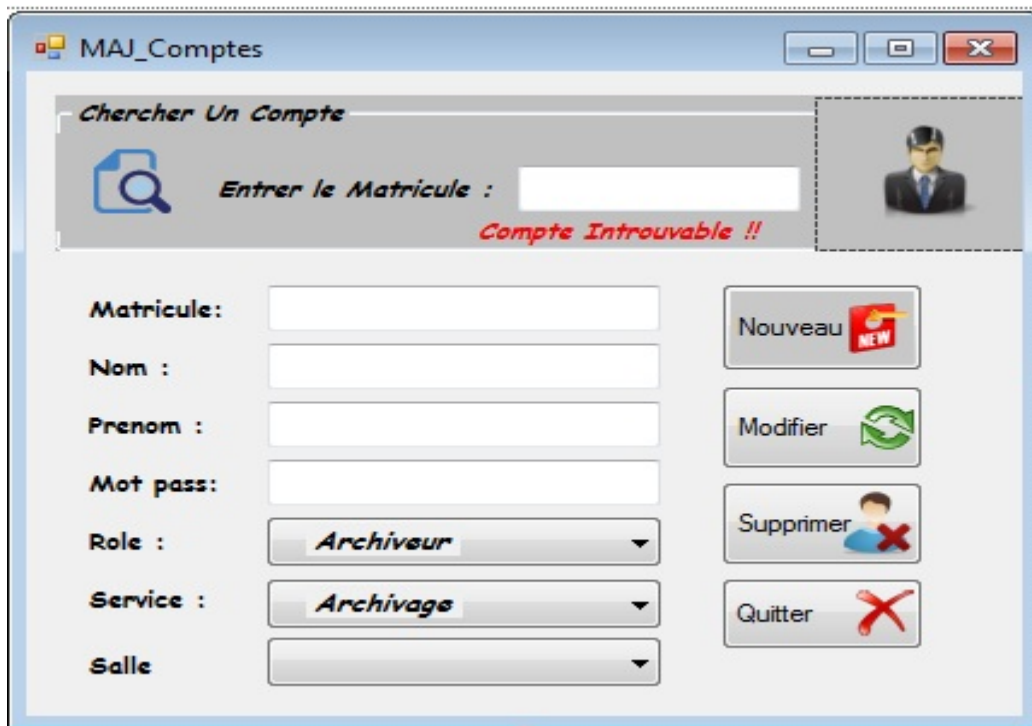 MAJ_Comptes
Chercher Un Compte
Entrer le Matricule :
Compte Introuvable !!
Matricule:
Nouveau NEW
Nom :
Prenom :
Modifier
Mot pass:
Supprimer
Role : Archiveur
Service : Archivage
Quitter
Salle